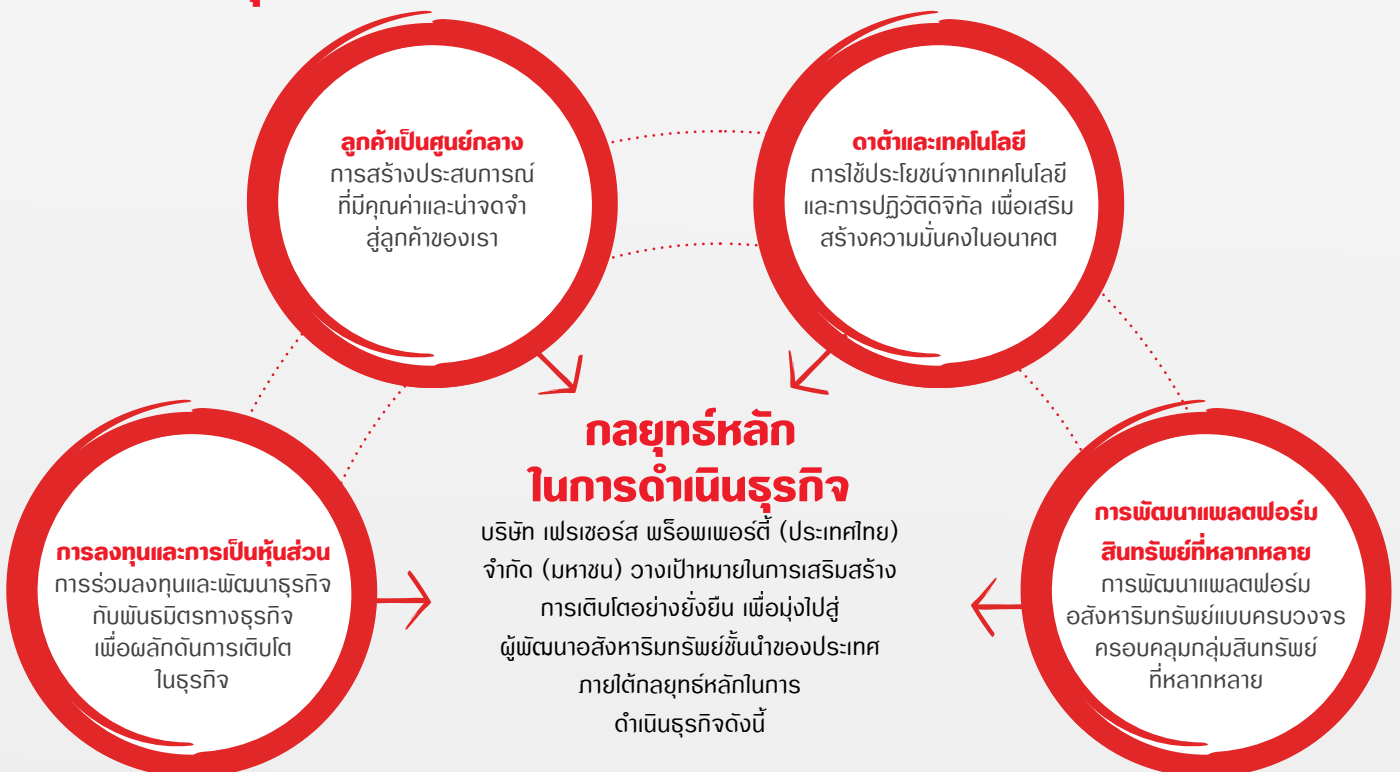 ลูกค้าเป็นศูนย์กลาง
การสร้างประสบการณ์
ที่มีคุณค่าและน่าจดจำ
สู่ลูกค้าของเรา
ดาต้าและเทคโนโลยี
การใช้ประโยชน์จากเทคโนโลยี
และการปฏิวัติดิจิทัล เพื่อเสริม
สร้างความมั่นคงในอนาคต
การลงทุนและการเป็นหุ้นส่วน
การร่วมลงทุนและพัฒนาธุรกิจ
กับพันธมิตรทางธุรกิจ
เพื่อผลักดันการเติบโต
ในธุรกิจ
กลยุทธ์หลัก
ในการดำเนินธุรกิจ
บริษัท เฟรเซอร์ส พร็อพเพอร์ตี้ (ประเทศไทย)
จำกัด (มหาชน) วางเป้าหมายในการเสริมสร้าง
การเติบโตอย่างยั่งยืน เพื่อมุ่งไปสู่
ผู้พัฒนาอสังหาริมทรัพย์ชั้นนำของประเทศ
ภายใต้กลยุทธ์หลักในการ
ดำเนินธุรกิจดังนี้
การพัฒนาแพลตฟอร์ม
สินทรัพย์ที่หลากหลาย
การพัฒนาแพลตฟอร์ม
อสังหาริมทรัพย์แบบครบวงจร
ครอบคลุมกลุ่มสินทรัพย์
ที่หลากหลาย